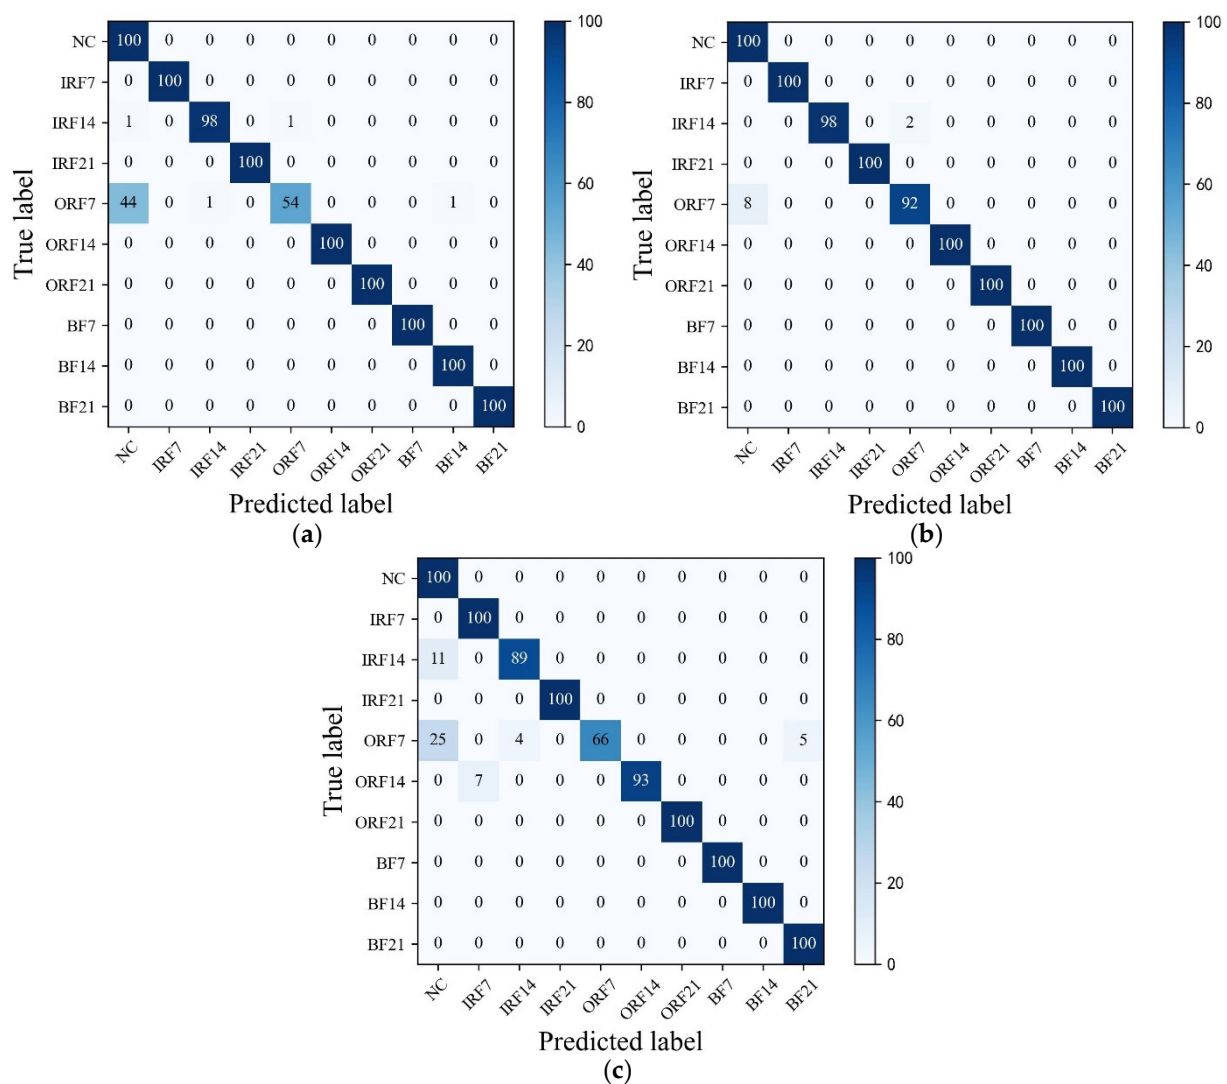 NC 100 0 0 0 0 0 0 0 0 0
IRF7 0 100 0 0 0 0 0 0 0 0
IRF14 1 0 98 0 1 0 0 0 0 0
IRF21 0 0 0 100 0 0 0 0 0 0
ORF7 44 0 1 0 54 0 0 0 1 0
ORF14 0 0 0 0 0 100 0 0 0 0
ORF21 0 0 0 0 0 0 100 0 0 0
BF7 0 0 0 0 0 0 0 100 0 0
BF14 0 0 0 0 0 0 0 0 100 0
BF21 0 0 0 0 0 0 0 0 0 100
NC IRF7 IRF14 IRF21 ORF7 ORF14 ORF21 BF7 BF14 BF21
True label
Predicted label
100
80
60
40
20
0
(a)
NC 100 0 0 0 0 0 0 0 0 0
IRF7 0 100 0 0 0 0 0 0 0 0
IRF14 0 0 98 0 2 0 0 0 0 0
IRF21 0 0 0 100 0 0 0 0 0 0
ORF7 8 0 0 0 92 0 0 0 0 0
ORF14 0 0 0 0 0 100 0 0 0 0
ORF21 0 0 0 0 0 0 100 0 0 0
BF7 0 0 0 0 0 0 0 100 0 0
BF14 0 0 0 0 0 0 0 0 100 0
BF21 0 0 0 0 0 0 0 0 0 100
NC IRF7 IRF14 IRF21 ORF7 ORF14 ORF21 BF7 BF14 BF21
True label
Predicted label
100
80
60
40
20
0
(b)
NC 100 0 0 0 0 0 0 0 0 0
IRF7 0 100 0 0 0 0 0 0 0 0
IRF14 11 0 89 0 0 0 0 0 0 0
IRF21 0 0 0 100 0 0 0 0 0 0
ORF7 25 0 4 0 66 0 0 0 0 5
ORF14 0 7 0 0 0 93 0 0 0 0
ORF21 0 0 0 0 0 0 100 0 0 0
BF7 0 0 0 0 0 0 0 100 0 0
BF14 0 0 0 0 0 0 0 0 100 0
BF21 0 0 0 0 0 0 0 0 0 100
NC IRF7 IRF14 IRF21 ORF7 ORF14 ORF21 BF7 BF14 BF21
True label
Predicted label
100
80
60
40
20
0
(c)